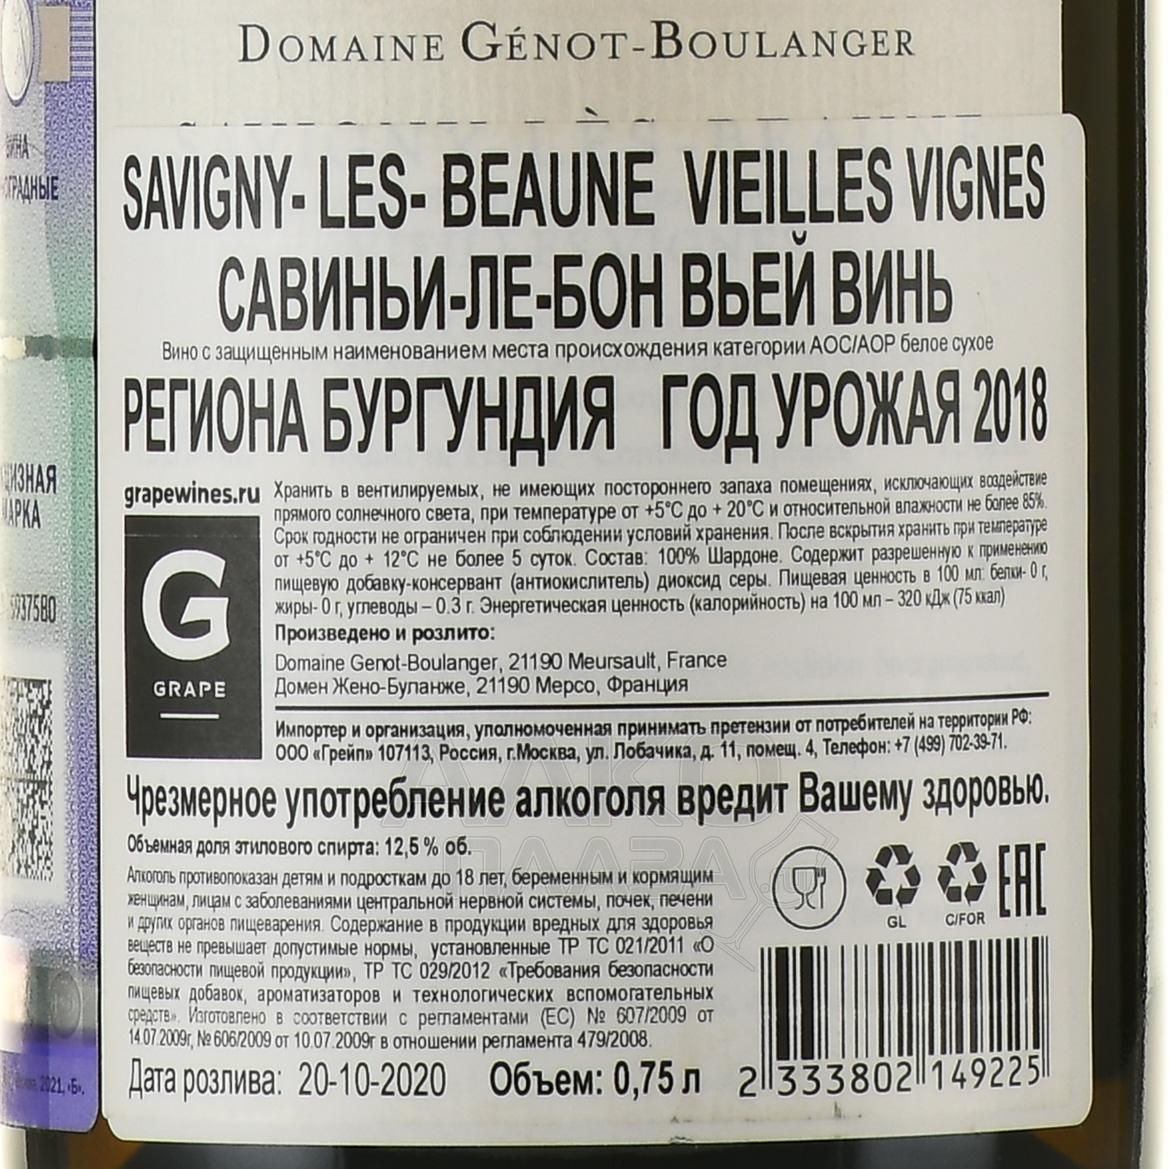 DOMAINE GÉNOT-BOULANGER
SAVIGNY- LES- BEAUNE VIEILLES VIGNES
САВИНЬИ-ЛЕ-БОН ВЬЕЙ ВИНЬ
Вино с защищенным наименованием места происхождения категории AOC/AOP белое сухое
РЕГИОНА БУРГУНДИЯ ГОД УРОЖАЯ 2018
grapewines.ru
G
GRAPE
Хранить в вентилируемых, не имеющих постороннего запаха помещениях, исключающих воздействие
прямого солнечного света, при температуре от +5°C до + 20°C и относительной влажности не более 85%.
Срок годности не ограничен при соблюдении условий хранения. После вскрытия хранить при температуре
от +5°C до + 12°C не более 5 суток. Состав: 100% Шардоне. Содержит разрешенную к применению
пищевую добавку-консервант (антиокислитель) диоксид серы. Пищевая ценность в 100 мл: белки- 0 г,
жиры- 0 г, углеводы – 0.3 г. Энергетическая ценность (калорийность) на 100 мл – 320 кДж (75 ккал)
Произведено и розлито:
Domaine Genot-Boulanger, 21190 Meursault, France
Домен Жено-Буланже, 21190 Мерсо, Франция
Импортер и организация, уполномоченная принимать претензии от потребителей на территории РФ:
ООО «Грейп» 107113, Россия, г.Москва, ул. Лобачика, д. 11, помещ. 4, Телефон: +7 (499) 702-39-71.
Чрезмерное употребление алкоголя вредит Вашему здоровью.
Объемная доля этилового спирта: 12,5 % об.
Алкоголь противопоказан детям и подросткам до 18 лет, беременным и кормящим
женщинам, лицам с заболеваниями центральной нервной системы, почек, печени
и других органов пищеварения. Содержание в продукции вредных для здоровья
веществ не превышает допустимые нормы, установленные ТР ТС 021/2011 «О
безопасности пищевой продукции», ТР ТС 029/2012 «Требования безопасности
пищевых добавок, ароматизаторов и технологических вспомогательных
средств». Изготовлено в соответствии с регламентами (ЕС) № 607/2009 от
14.07.2009г, № 606/2009 от 10.07.2009г в отношении регламента 479/2008.
Дата розлива: 20-10-2020 Объем: 0,75 л
GL
C/FOR
EAC
2 333802 149225
59375B0
2021, «Б».
АЛКО
ПЛАЗА